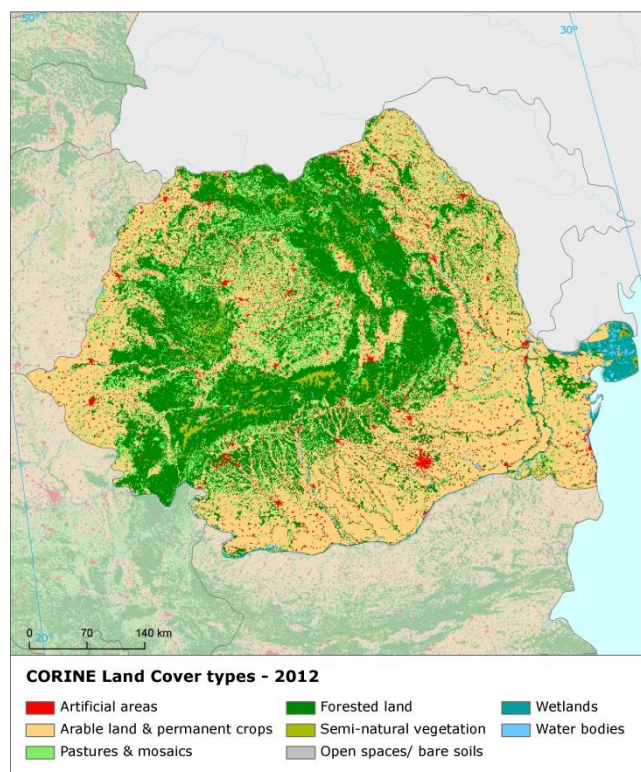 50°
30°
0 70 140 km
20°
CORINE Land Cover types - 2012
Artificial areas
Arable land & permanent crops
Pastures & mosaics
Forested land
Semi-natural vegetation
Open spaces/ bare soils
Wetlands
Water bodies